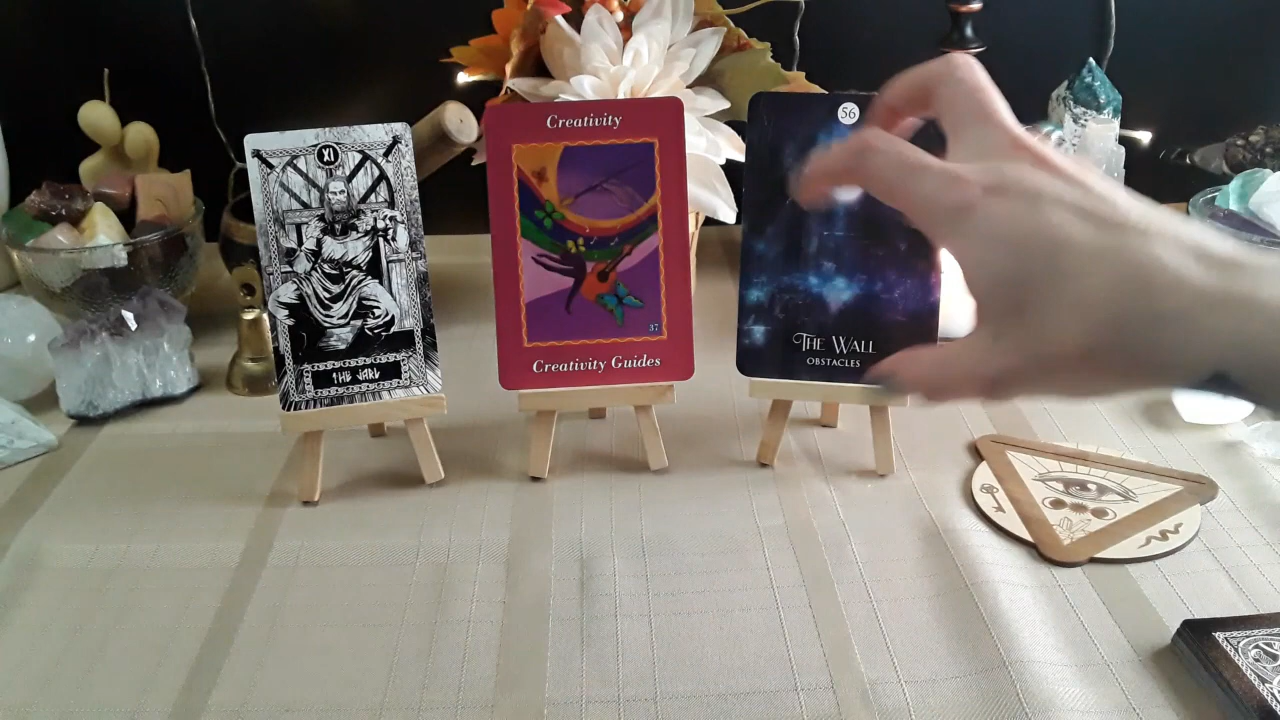 XI
THE JARL
Creativity
37
Creativity Guides
56
THE WALL
OBSTACLES